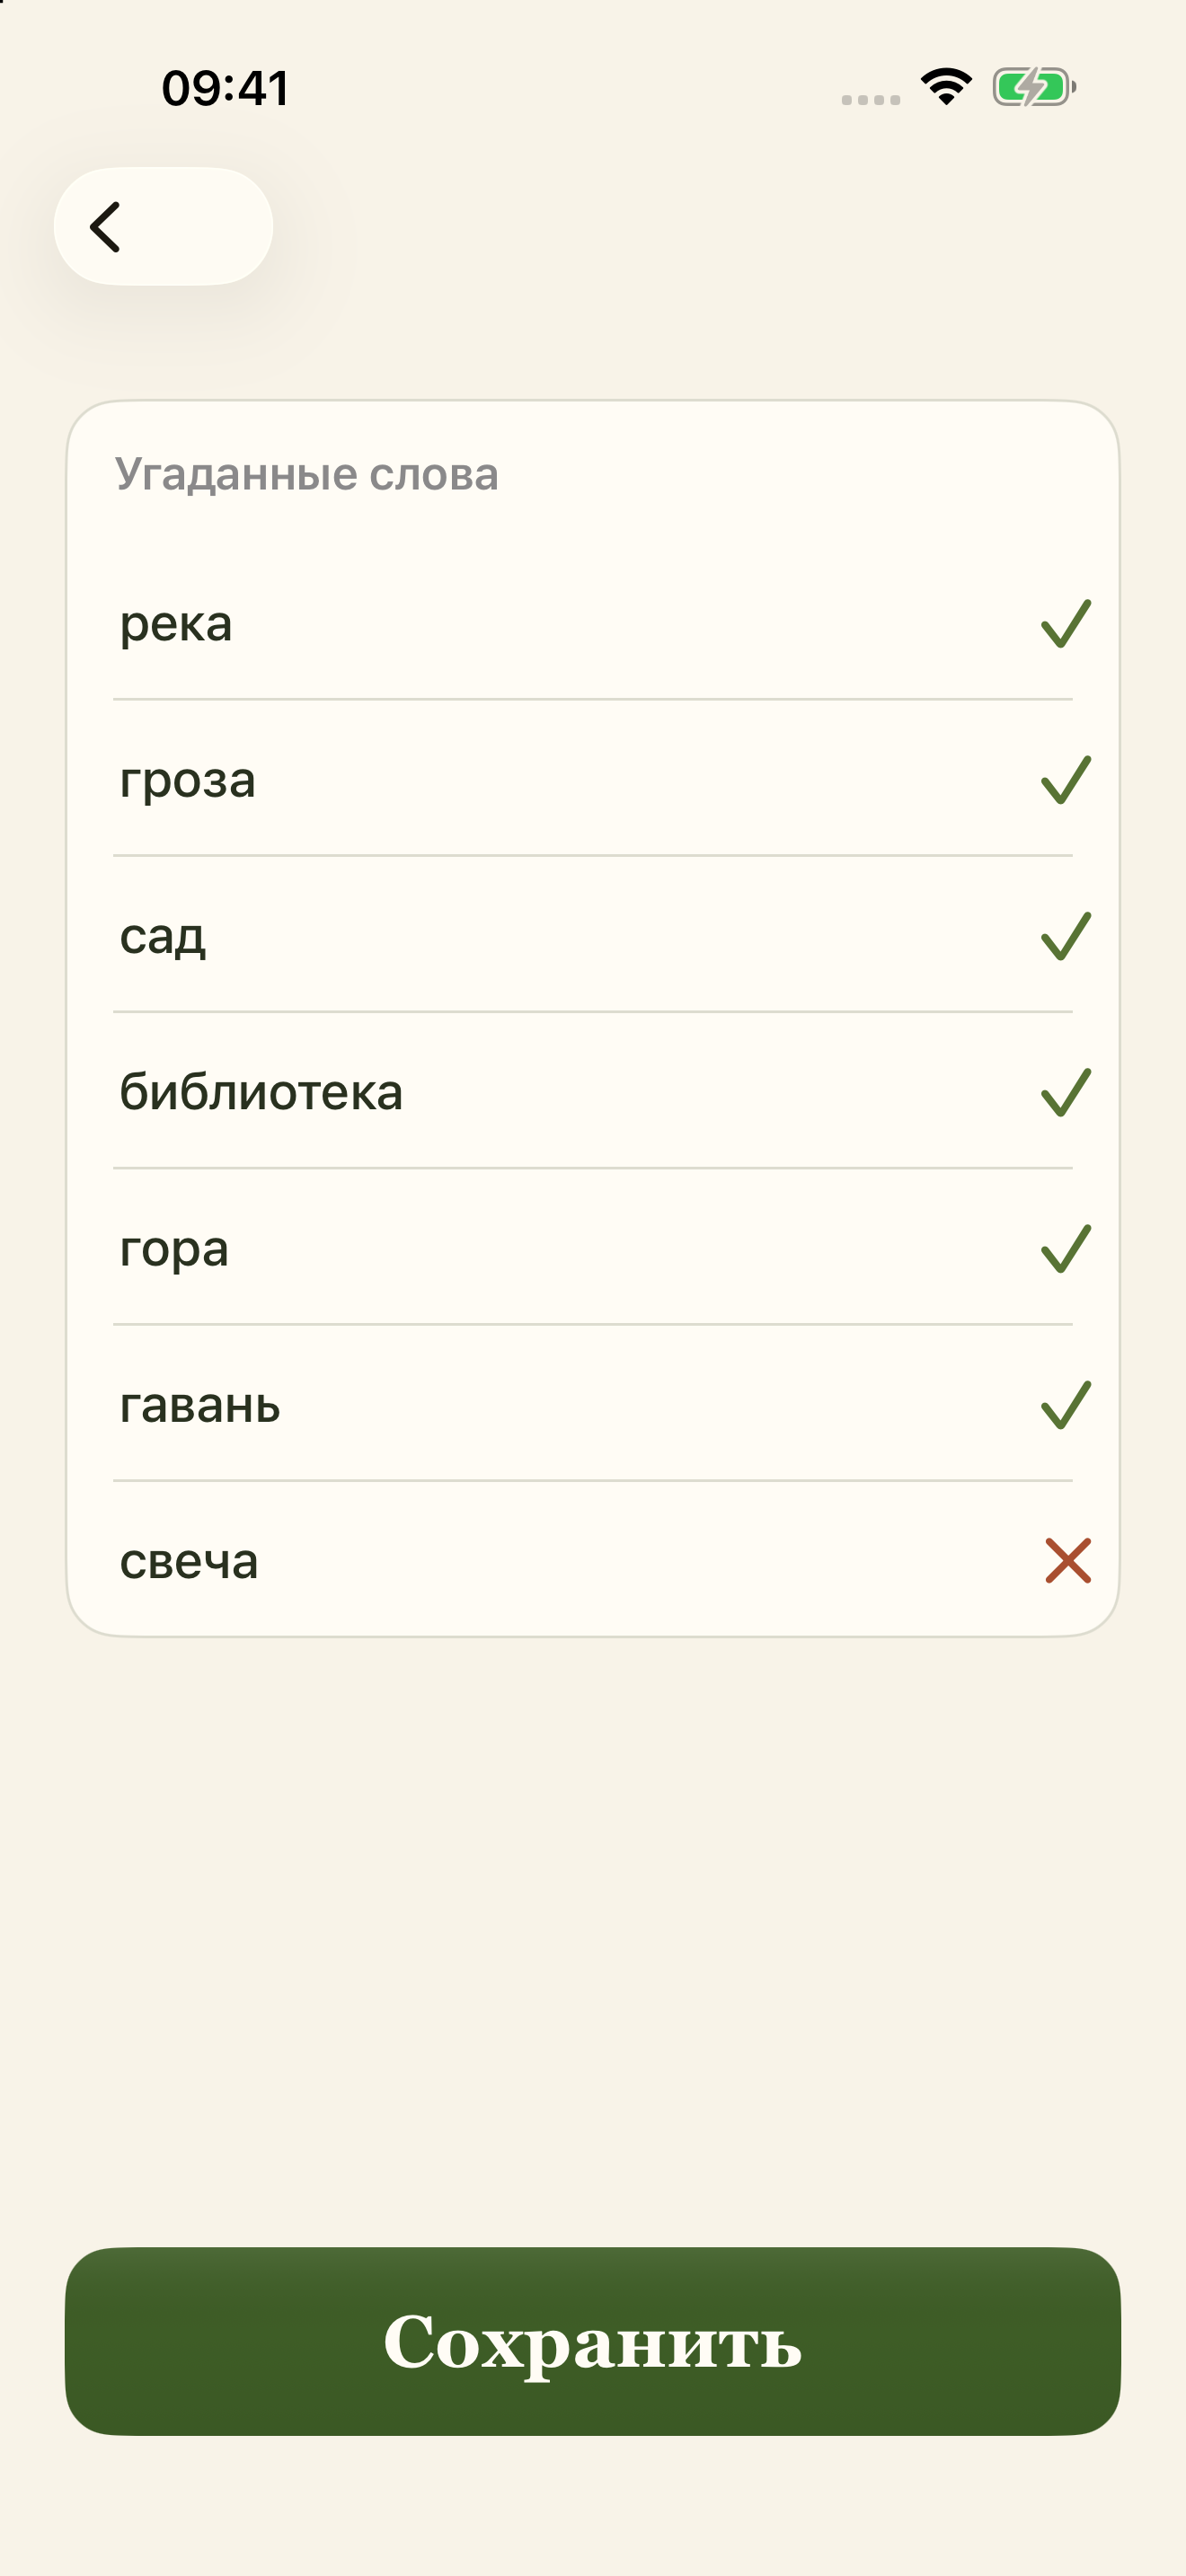 09:41
Угаданные слова
река
гроза
сад
библиотека
гора
гавань
свеча
Сохранить